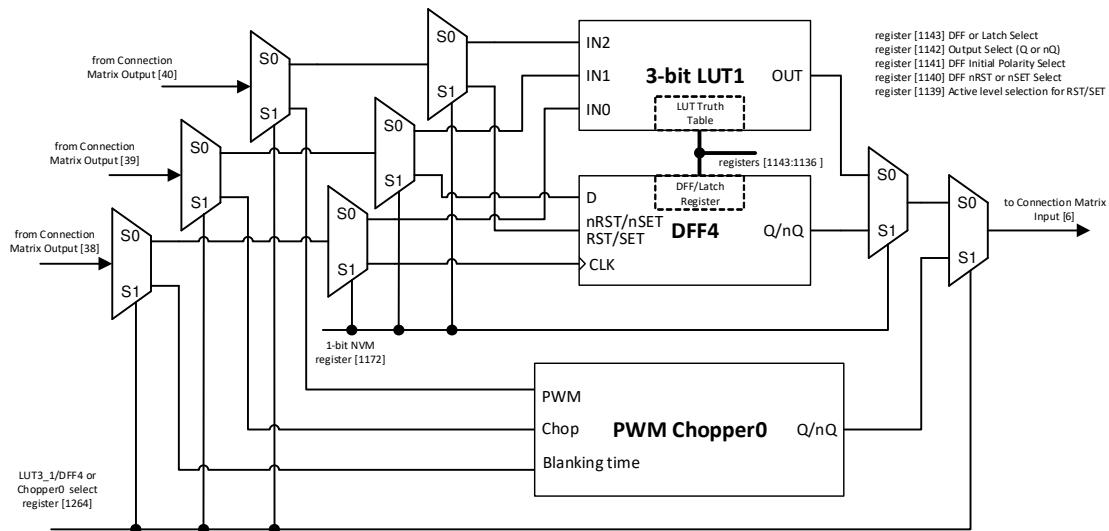 from Connection
Matrix Output [40]
S0
S1
S0
S1
IN2
IN1
IN0
3-bit LUT1
OUT
LUT Truth
Table
register [1143] DFF or Latch Select
register [1142] Output Select (Q or nQ)
register [1141] DFF Initial Polarity Select
register [1140] DFF nRST or nSET Select
register [1139] Active level selection for RST/SET
from Connection
Matrix Output [39]
S0
S1
S0
S1
registers [1143:1136 ]
DFF/Latch
Register
D
nRST/nSET
RST/SET
CLK
DFF4
Q/nQ
S0
S1
S0
S1
to Connection Matrix
Input [6]
from Connection
Matrix Output [38]
S0
S1
S0
S1
1-bit NVM
register [1172]
PWM
Chop
Blanking time
PWM Chopper0
Q/nQ
LUT3_1/DFF4 or
Chopper0 select
register [1264]